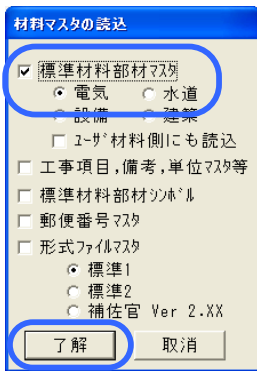 材料マスタの読込
標準材料部材ﾏｽﾀ
電気 水道
設備 建築
ﾕｰｻﾞ材料側にも読込
工事項目,備考,単位ﾏｽﾀ等
標準材料部材ｼﾝﾎﾞﾙ
郵便番号ﾏｽﾀ
形式ﾌｧｲﾙﾏｽﾀ
標準1
標準2
補佐官 Ver 2.XX
了解 取消